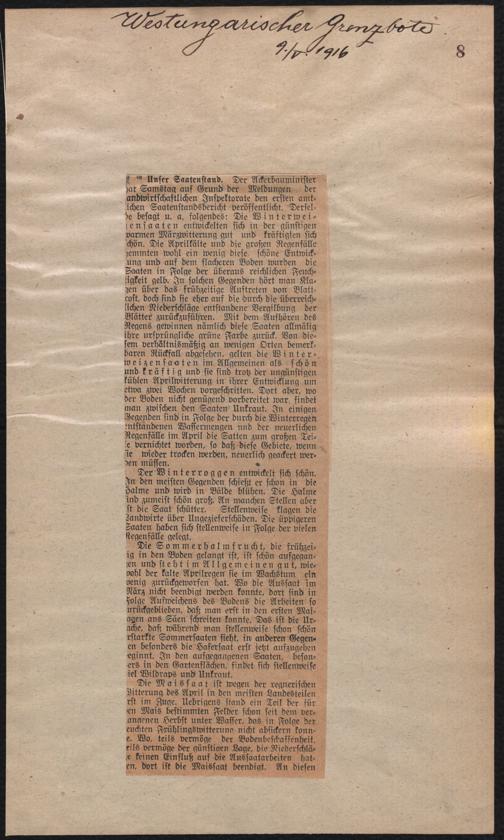 Westungarischer Grenzbote
9./V. 1916
8
* Unser Saatenstand. Der Ackerbauminister
hat Samstag auf Grund der Meldungen der
landwirtschaftlichen Inspektorate den ersten amt-
lichen Saatenstandsbericht veröffentlicht. Dersel-
be besagt u. a. folgendes: Die Winterwei-
zensaaten entwickelten sich in der günstigen
warmen Märzwitterung gut und kräftigten sich
schön. Die Aprilkälte und die großen Regenfälle
hemmten wohl ein wenig diese schöne Entwick-
lung und auf dem flacheren Boden wurden die
Saaten in Folge der überaus reichlichen Feuch-
tigkeit gelb. In solchen Gegenden hört man Kla-
gen über das frühzeitige Auftreten von Blatt-
rost, doch sind sie eher auf die durch die überreich-
lichen Niederschläge entstandene Vergilbung der
Blätter zurückzuführen. Mit dem Aufhören des
Regens gewinnen nämlich diese Saaten allmälig
ihre ursprüngliche grüne Farbe zurück. Von die-
sem verhältnismäßig an wenigen Orten bemerk-
baren Rückfall abgesehen, gelten die Winter-
weizensaaten im Allgemeinen als schön
und kräftig und sie sind trotz der ungünstigen
kühlen Aprilwitterung in ihrer Entwicklung um
etwa zwei Wochen vorgeschritten. Dort aber, wo
der Boden nicht genügend vorbereitet war, findet
man zwischen den Saaten Unkraut. In einigen
Gegenden sind in Folge der durch die Winterregen
entstandenen Wassermengen und der neuerlichen
Regenfälle im April die Satten zum großen Tei-
le vernichtet worden, so daß diese Gebiete, wenn
sie wieder trocken werden, neuerlich geackert wer-
den müssen.
Der Winterroggen entwickelt sich schön.
In den meisten Gegenden schießt er schon in die
Halme und wird in Bälde blühen. Die Halme
sind zumeist schön groß. An manchen Stellen aber
ist die Saat schütter. Stellenweise klagen die
Landwirte über Ungezieferschäden. Die üppigeren
Saaten haben sich stellenweise in Folge der vielen
Regenfälle gelegt.
Die Sommerhalmfrucht, die frühzei-
tig in den Boden gelangt ist, ist schön aufgegan-
gen und steht im Allgemeinen gut, wie-
wohl der kalte Aprilregen sie im Wachstum ein
wenig zurückgeworfen hat. Wo die Aussaat im
März nicht beendigt werden konnte, dort sind in
Folge Aufweichens des Bodens die Arbeiten so
zurückgeblieben, daß man erst in den ersten Mai-
tagen ans Säen schreiten konnte. Das ist die Ur-
sache, daß während man stellenweise schon schön
erstarkte Sommersaaten sieht, in anderen Gegen-
den besonders die Hafersaat erst jetzt aufzugehen
beginnt. In den aufgegangenen Saaten, beson-
ders in den Gartenflächen, findet sich stellenweise
viel Wildraps und Unkraut.
Die Maissaat ist wegen der regnerischen
Witterung des April in den meisten Landesteilen
erst im Zuge. Uebrigens stand ein Teil der für
den Mais bestimmten Felder schon seit dem ver-
gangenen Herbst unter Wasser, das in Folge der
feuchten Frühlingswitterung nicht absickern konn-
te. Wo, teils vermöge der Bodenbeschaffenheit,
teils vermöge der günstigen Lage, die Niederschlä-
ge keinen Einfluß auf die Aussaatarbeiten hat-
ten, dort ist die Maissaat beendigt. An diesen